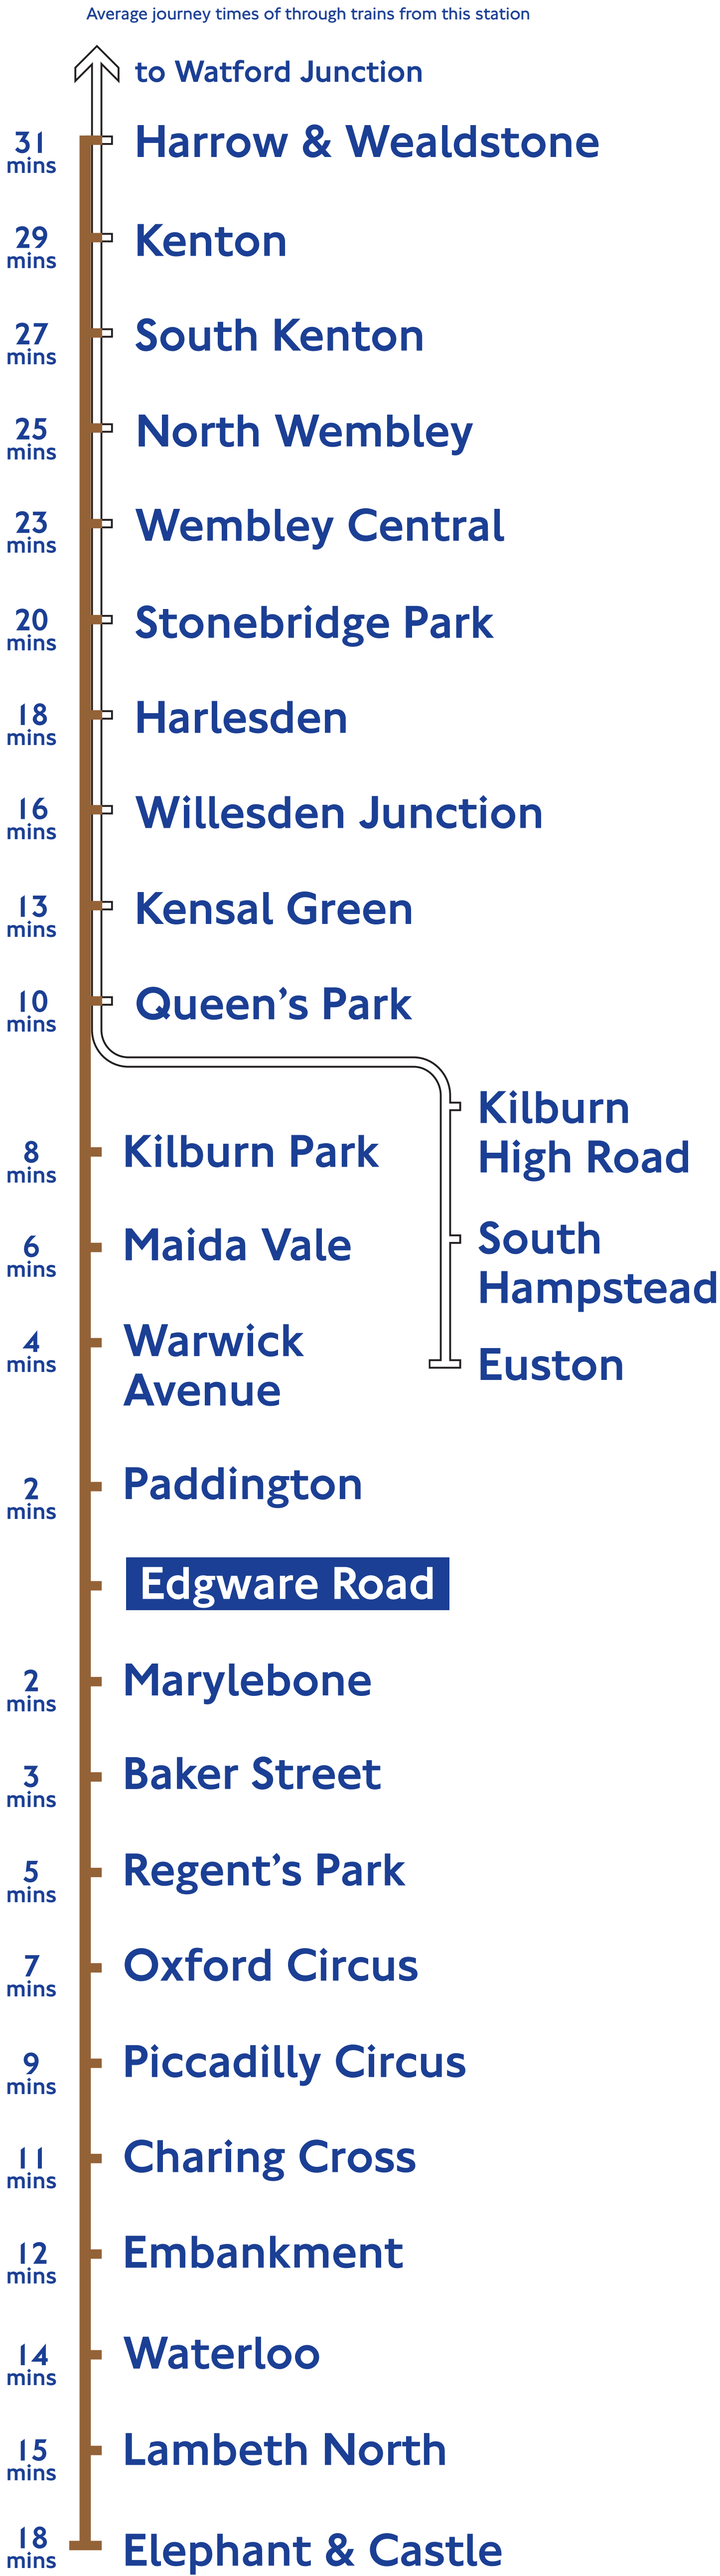 Average journey times of through trains from this station
to Watford Junction
31 mins
Harrow & Wealdstone
29 mins
Kenton
27 mins
South Kenton
25 mins
North Wembley
23 mins
Wembley Central
20 mins
Stonebridge Park
18 mins
Harlesden
16 mins
Willesden Junction
13 mins
Kensal Green
10 mins
Queen’s Park
Kilburn
High Road
8 mins
Kilburn Park
South
Hampstead
6 mins
Maida Vale
4 mins
Warwick
Avenue
Euston
2 mins
Paddington
Edgware Road
2 mins
Marylebone
3 mins
Baker Street
5 mins
Regent’s Park
7 mins
Oxford Circus
9 mins
Piccadilly Circus
11 mins
Charing Cross
12 mins
Embankment
14 mins
Waterloo
15 mins
Lambeth North
18 mins
Elephant & Castle